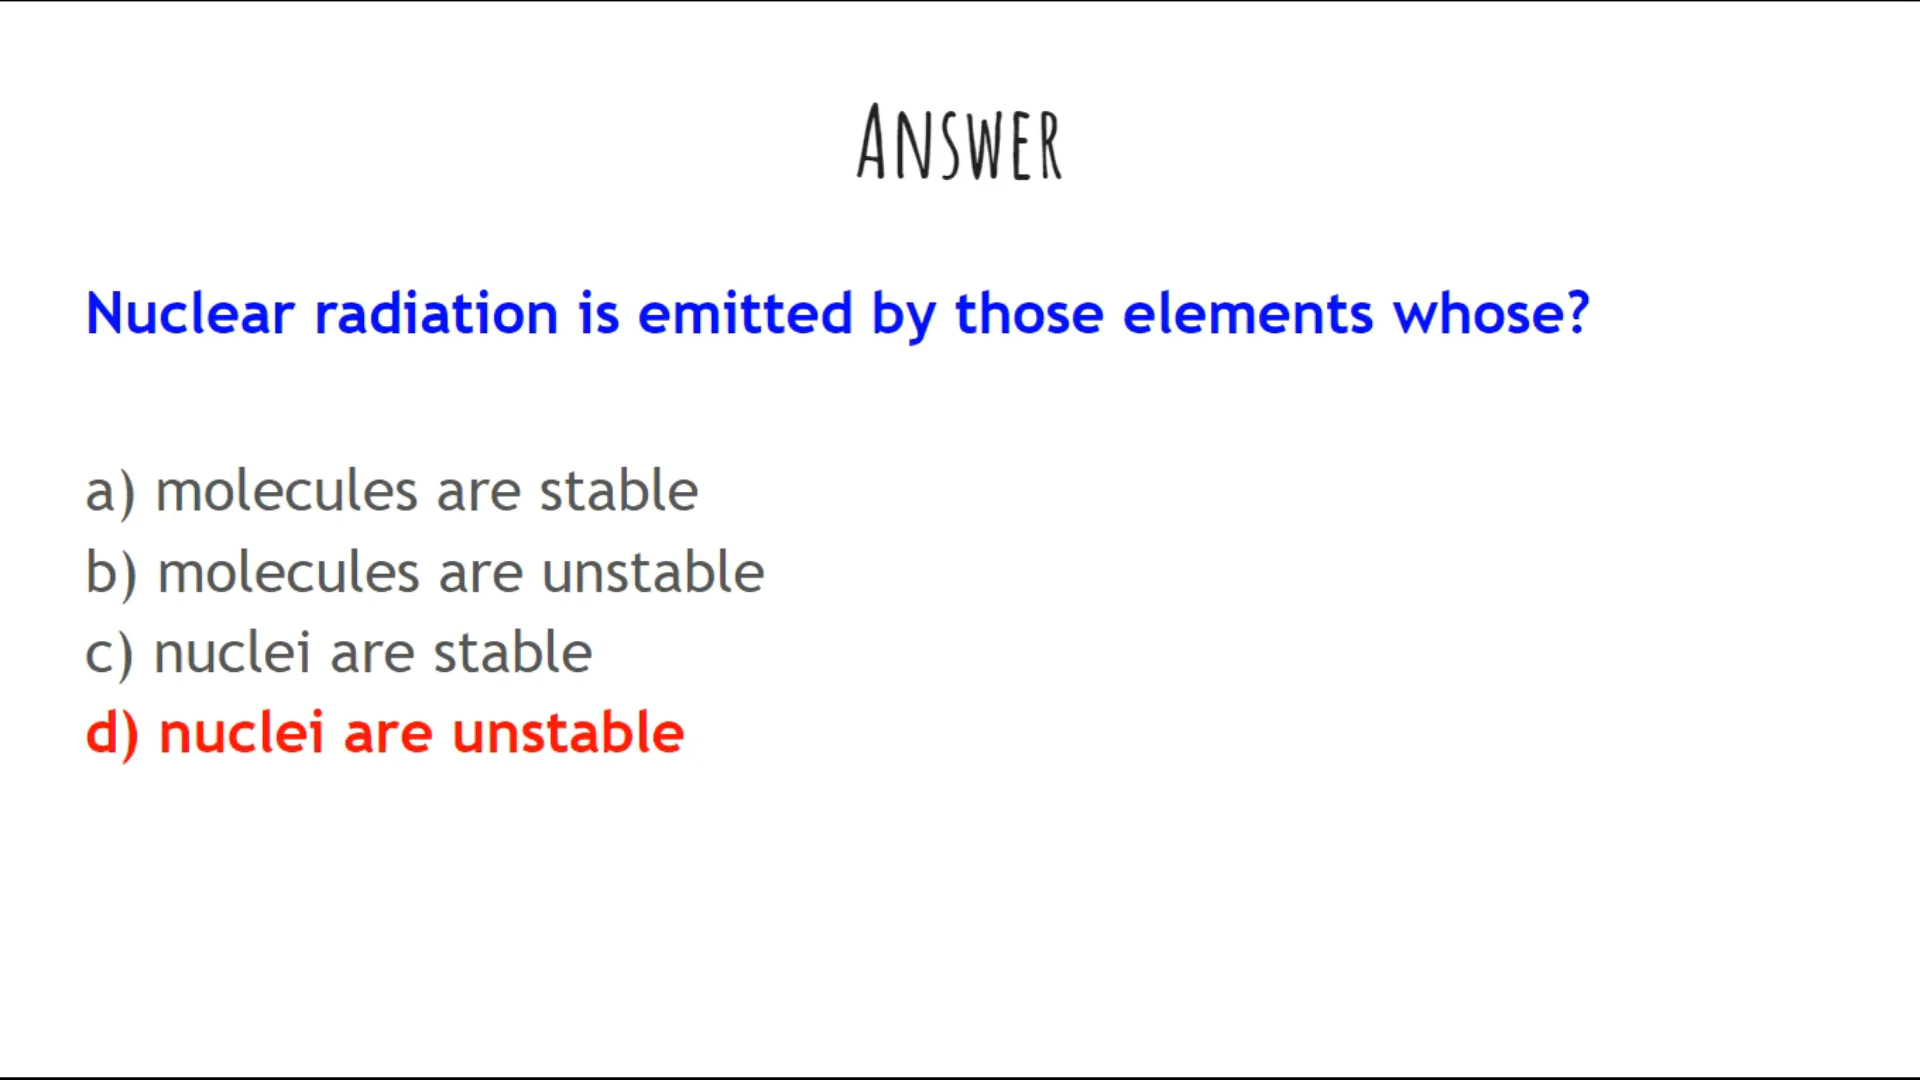 ANSWER
Nuclear radiation is emitted by those elements whose?
a) molecules are stable
b) molecules are unstable
c) nuclei are stable
d) nuclei are unstable